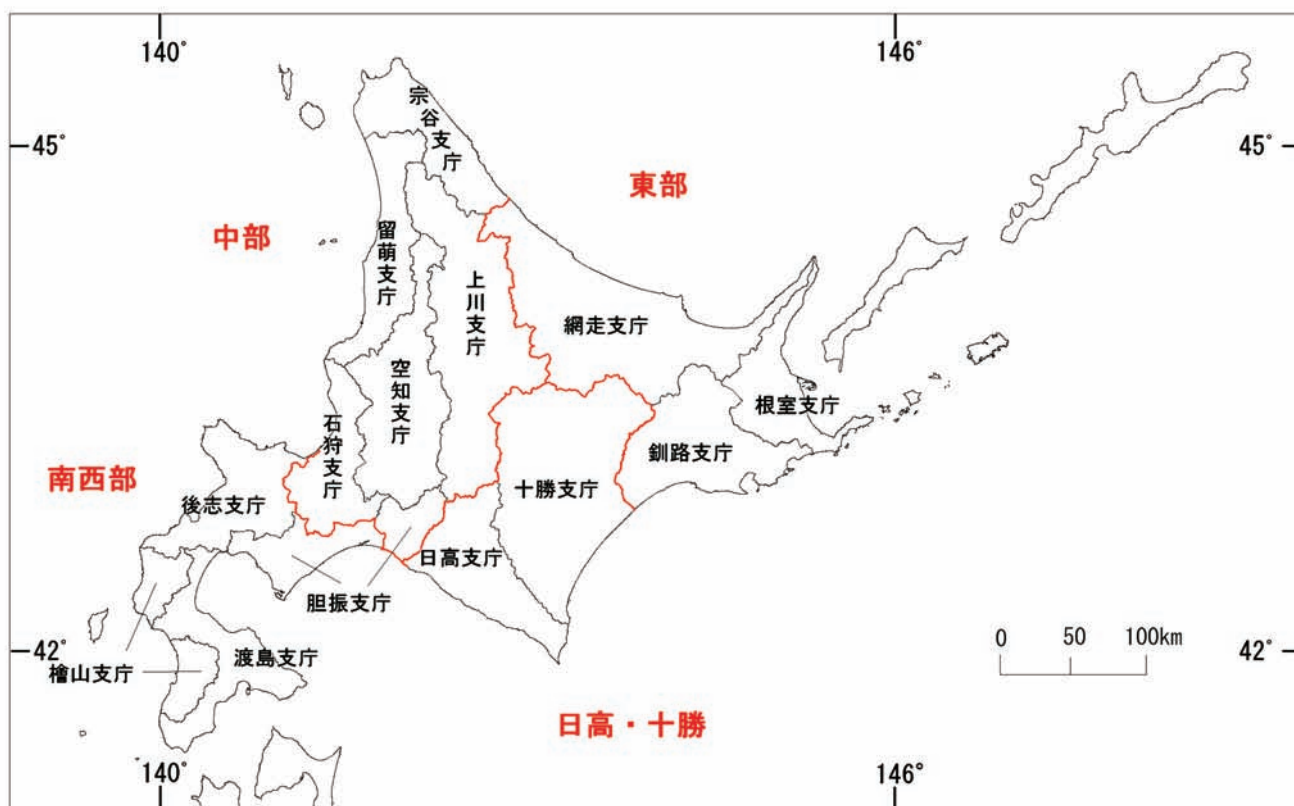 140ﾟ
146ﾟ
45ﾟ
45ﾟ
宗谷支庁
東部
中部
留萌支庁
上川支庁
網走支庁
空知支庁
根室支庁
石狩支庁
釧路支庁
南西部
後志支庁
十勝支庁
日高支庁
胆振支庁
0 50 100km
42ﾟ
渡島支庁
42ﾟ
檜山支庁
日高・十勝
140ﾟ
146°